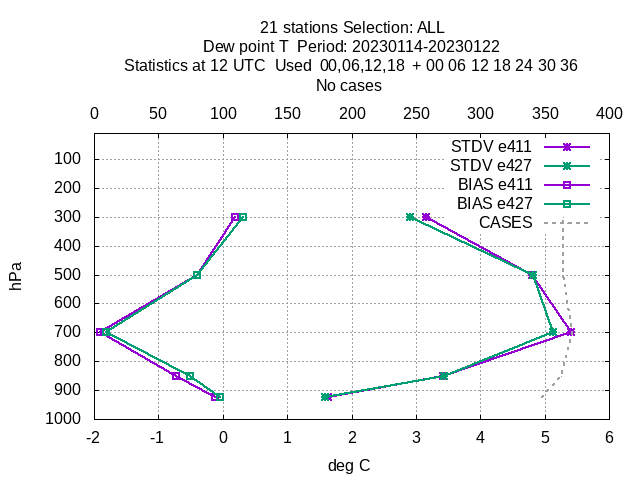 21 stations Selection: ALL
Dew point T  Period: 20230114-20230122
Statistics at 12 UTC  Used  00,06,12,18  + 00 06 12 18 24 30 36
No cases
0 50 100 150 200 250 300 350 400
STDV e411
STDV e427
BIAS e411
BIAS e427
CASES
hPa
100
200
300
400
500
600
700
800
900
1000
-2 -1 0 1 2 3 4 5 6
deg C